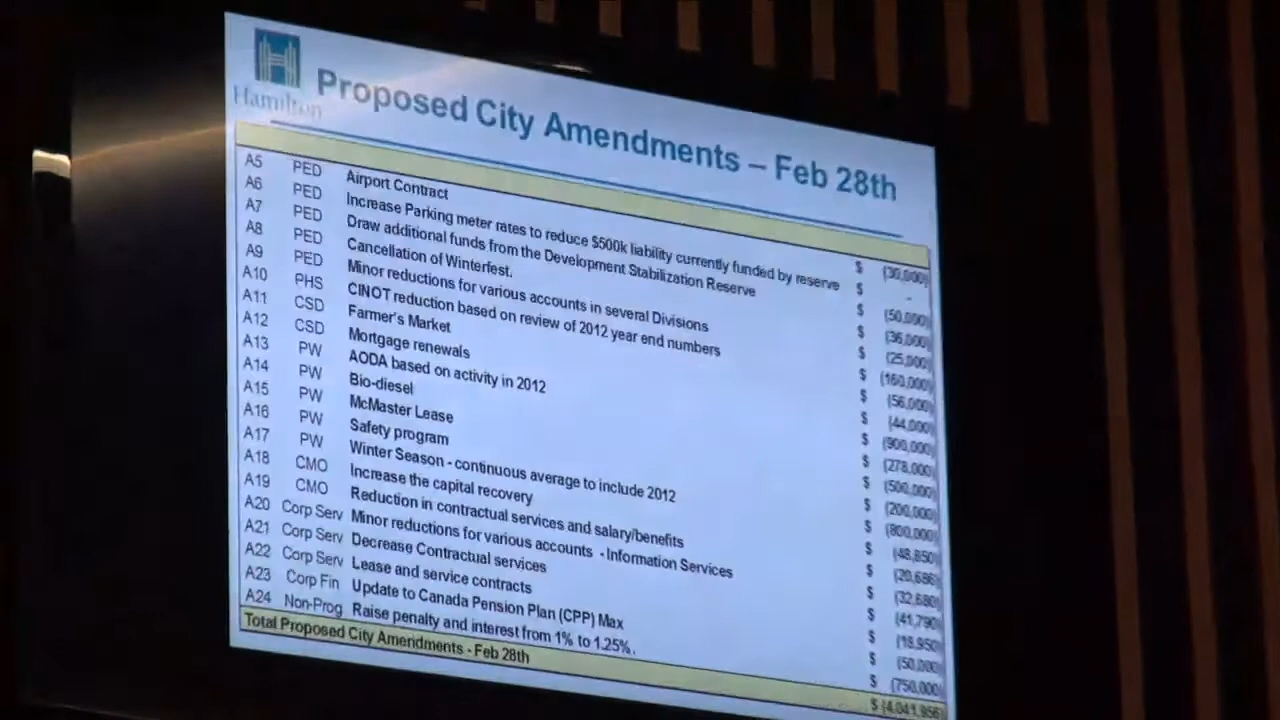 Hamilton
Proposed City Amendments – Feb 28th
A5 PED Airport Contract $ (30,000)
A6 PED Increase Parking meter rates to reduce $500k liability currently funded by reserve $ -
A7 PED Draw additional funds from the Development Stabilization Reserve $ (50,000)
A8 PED Cancellation of Winterfest. $ (36,000)
A9 PED Minor reductions for various accounts in several Divisions $ (25,000)
A10 PHS CINOT reduction based on review of 2012 year end numbers $ (160,000)
A11 CSD Farmer's Market $ (56,000)
A12 CSD Mortgage renewals $ (44,000)
A13 PW AODA based on activity in 2012 $ (900,000)
A14 PW Bio-diesel $ (278,000)
A15 PW McMaster Lease $ (500,000)
A16 PW Safety program $ (200,000)
A17 PW Winter Season - continuous average to include 2012 $ (800,000)
A18 CMO Increase the capital recovery $ (48,850)
A19 CMO Reduction in contractual services and salary/benefits $ (20,686)
A20 Corp Serv Minor reductions for various accounts - Information Services $ (32,680)
A21 Corp Serv Decrease Contractual services $ (41,790)
A22 Corp Serv Lease and service contracts $ (18,950)
A23 Corp Fin Update to Canada Pension Plan (CPP) Max $ (50,000)
A24 Non-Prog Raise penalty and interest from 1% to 1.25%. $ (750,000)
Total Proposed City Amendments - Feb 28th $ (4,041,956)